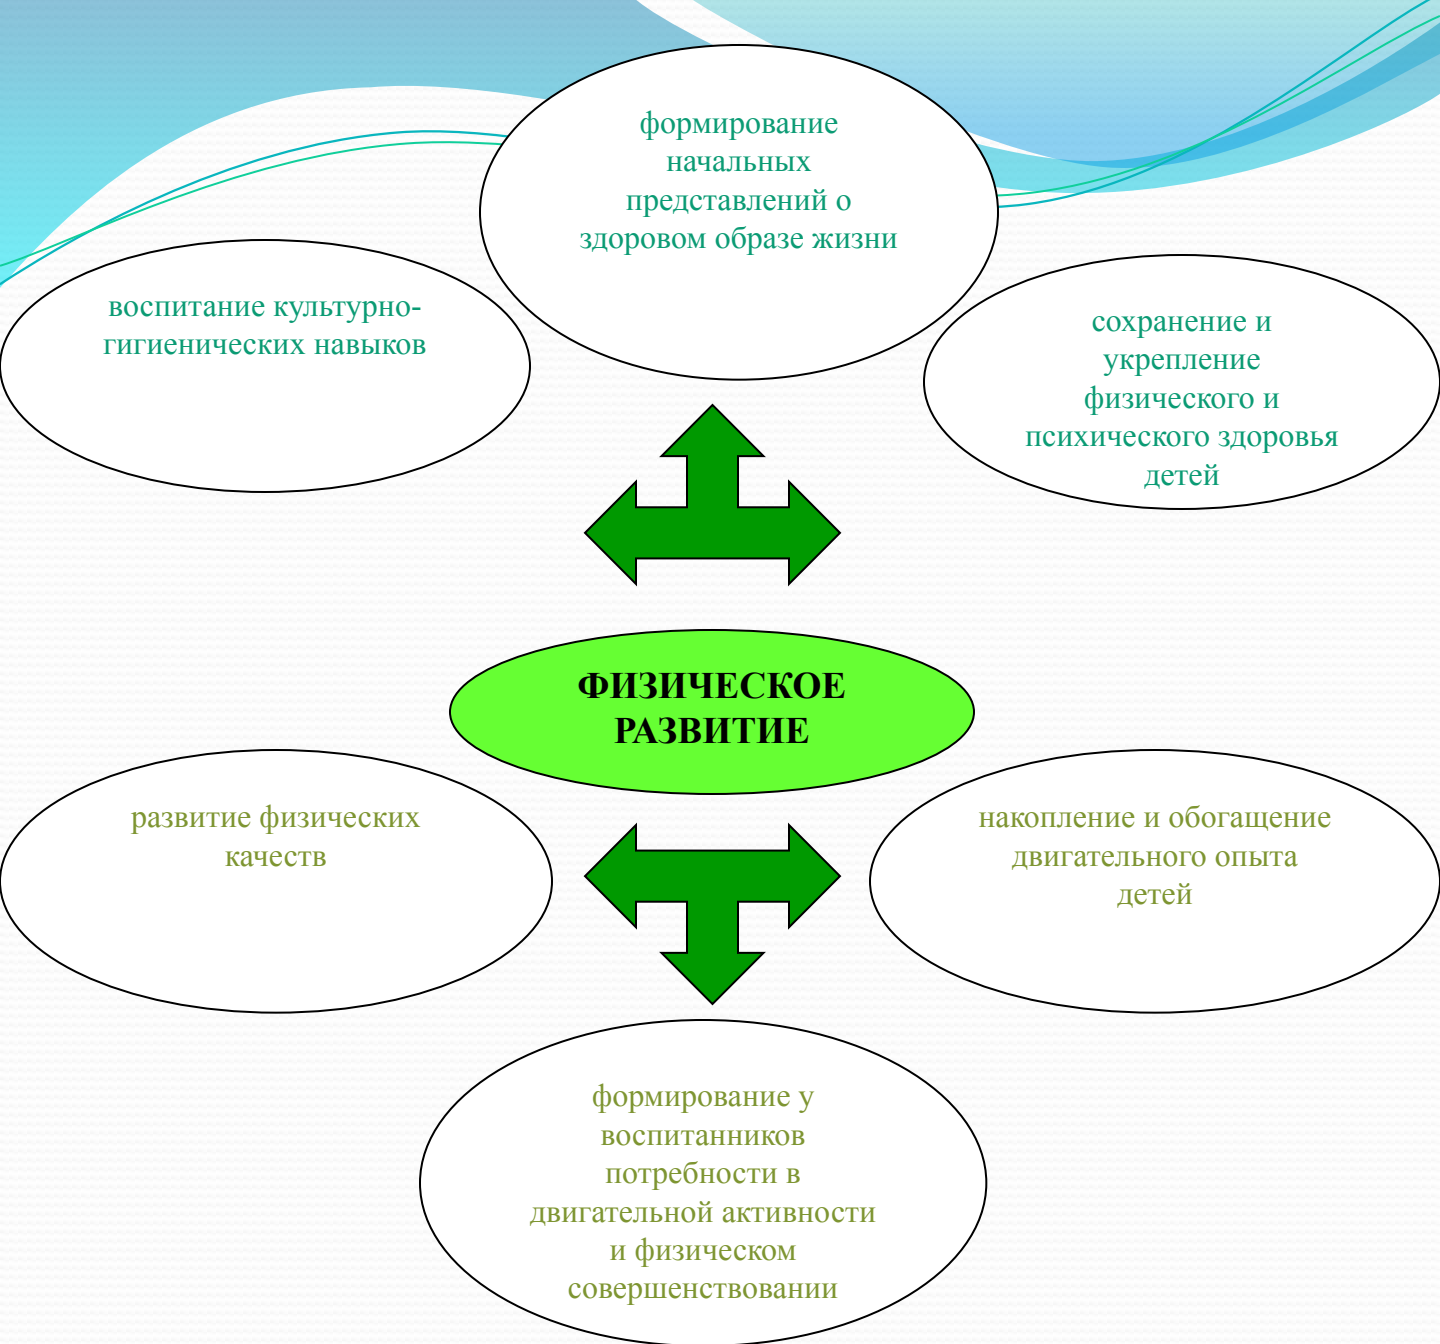 формирование
начальных
представлений о
здоровом образе жизни
воспитание культурно-
гигиенических навыков
сохранение и
укрепление
физического и
психического здоровья
детей
ФИЗИЧЕСКОЕ
РАЗВИТИЕ
развитие физических
качеств
накопление и обогащение
двигательного опыта
детей
формирование у
воспитанников
потребности в
двигательной активности
и физическом
совершенствовании